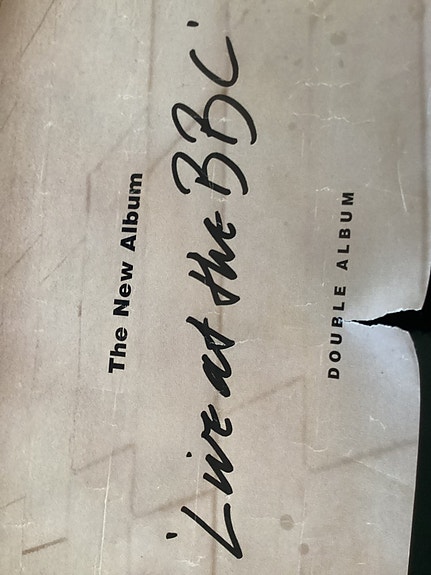 The New Album
'Live at the BBC'
DOUBLE ALBUM